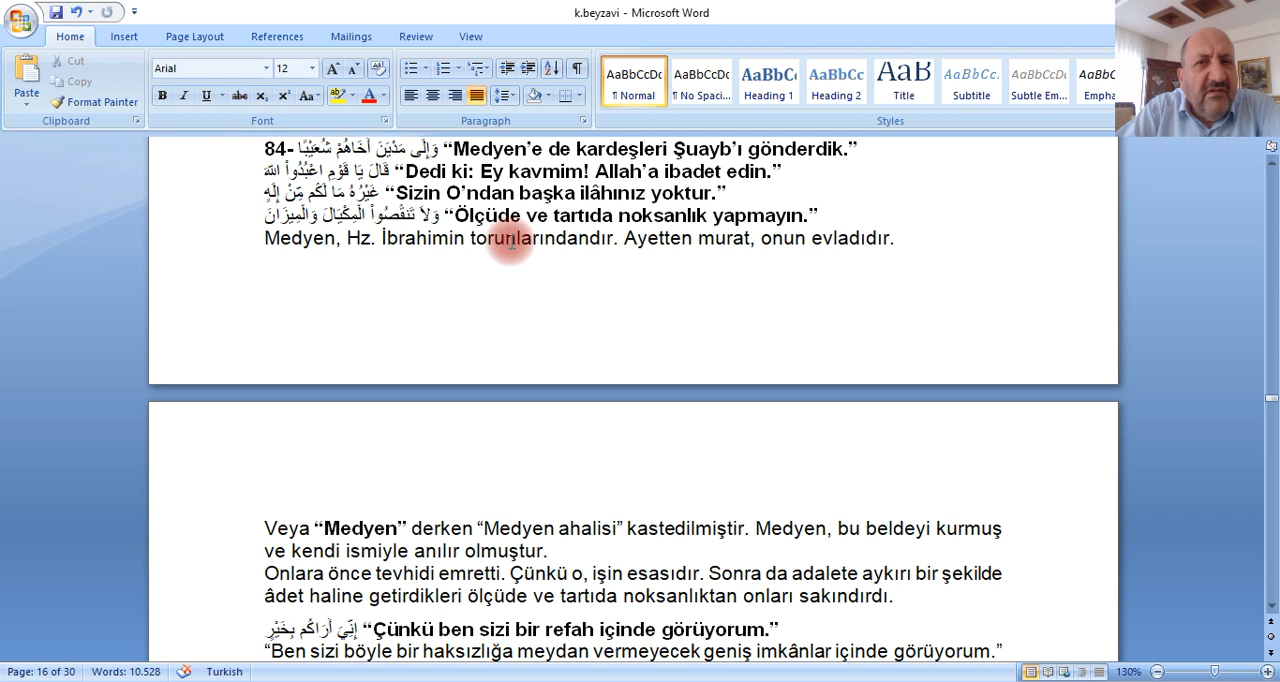 k.beyzavi - Microsoft Word
Home Insert Page Layout References Mailings Review View
Paste
Cut
Copy
Format Painter
Clipboard
Arial 12
Font
Paragraph
AaBbCcDc AaBbCcDc AaBbC AaBbCc AaB AaBbCc. AaBbCcDc AaBbC
¶ Normal ¶ No Spaci... Heading 1 Heading 2 Title Subtitle Subtle Em... Empha
Styles
84- وَإِلَى مَدْيَنَ أَخَاهُمْ شُعَيْبًا “Medyen’e de kardeşleri Şuayb’ı gönderdik.”
قَالَ يَا قَوْمِ اعْبُدُواْ اللّهَ “Dedi ki: Ey kavmim! Allah’a ibadet edin.”
مَا لَكُم مِّنْ إِلَهٍ غَيْرُهُ “Sizin O’ndan başka ilâhınız yoktur.”
وَلاَ تَنقُصُواْ الْمِكْيَالَ وَالْمِيزَانَ “Ölçüde ve tartıda noksanlık yapmayın.”
Medyen, Hz. İbrahimin torunlarındandır. Ayetten murat, onun evladıdır.
Veya “Medyen” derken “Medyen ahalisi” kastedilmiştir. Medyen, bu beldeyi kurmuş
ve kendi ismiyle anılır olmuştur.
Onlara önce tevhidi emretti. Çünkü o, işin esasıdır. Sonra da adalete aykırı bir şekilde
âdet haline getirdikleri ölçüde ve tartıda noksanlıktan onları sakındırdı.
إِنِّيَ أَرَاكُم بِخَيْرٍ “Çünkü ben sizi bir refah içinde görüyorum.”
“Ben sizi böyle bir haksızlığa meydan vermeyecek geniş imkânlar içinde görüyorum.”
Page: 16 of 30 Words: 10.528 Turkish 130%